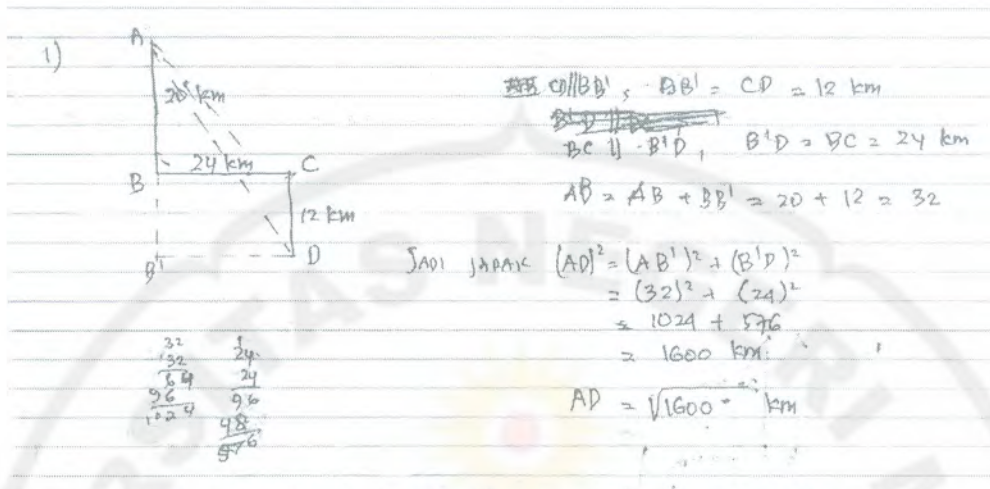 1)
A
20 km
24 km
B
C
12 km
B'
D
CD//BB', BB' = CD = 12 km
BC // B'D, B'D = BC = 24 km
AB = AB + BB' = 20 + 12 = 32
JADI JARAK (AD)² = (AB')² + (B'D)²
= (32)² + (24)²
= 1024 + 576
= 1600 km
AD = √1600 km
32
32
64
96
1024
24
24
96
48
576
SITAS NEGERI